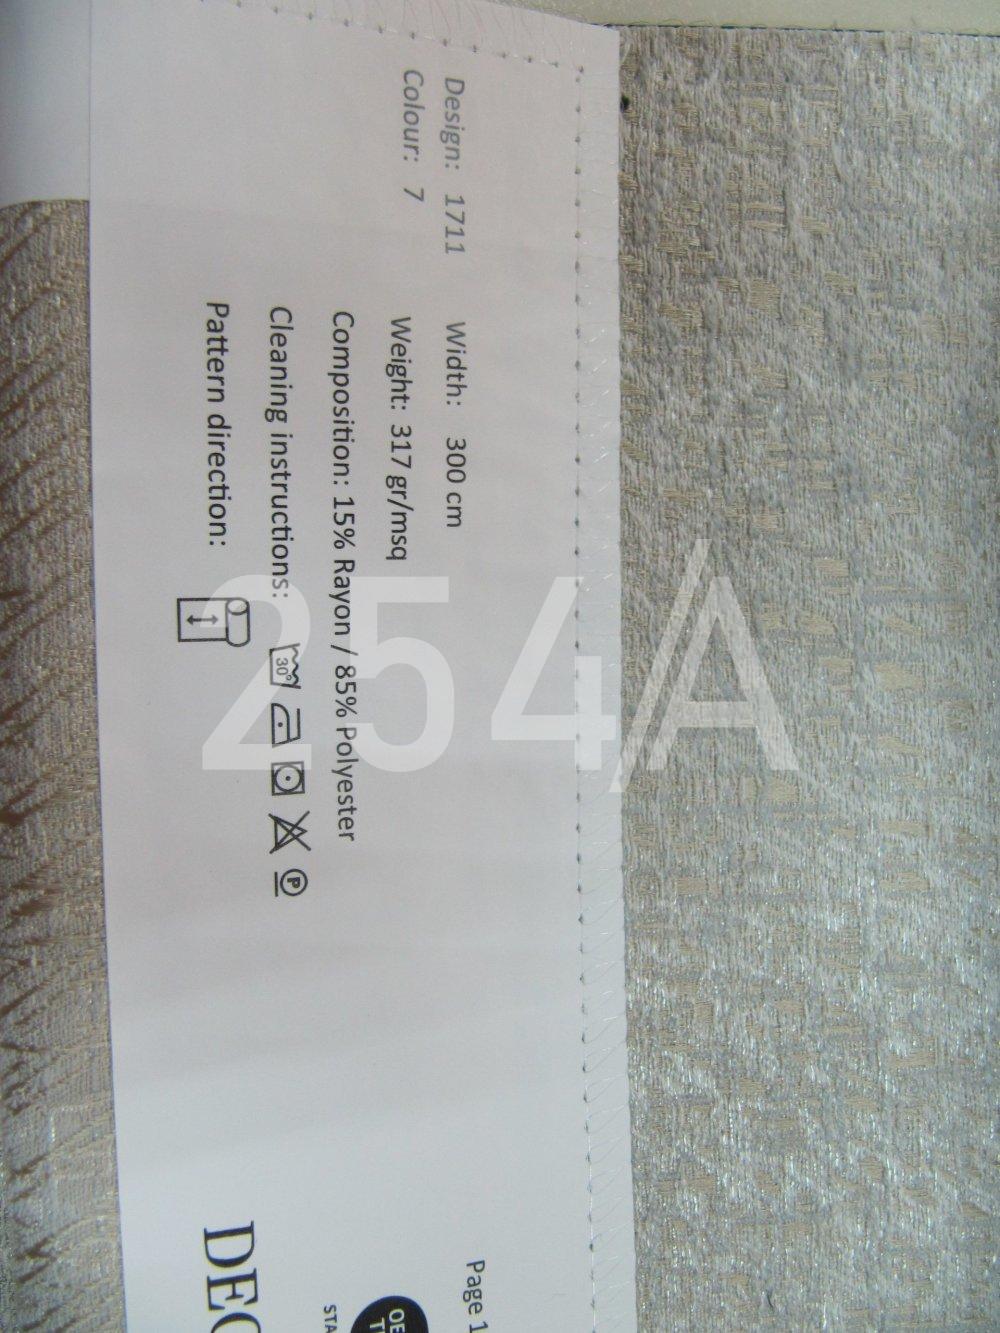 Design: 1711
Colour: 7
Width: 300 cm
Weight: 317 gr/msq
Composition: 15% Rayon / 85% Polyester
Cleaning instructions:
30°
P
Pattern direction:
Page 1
254A